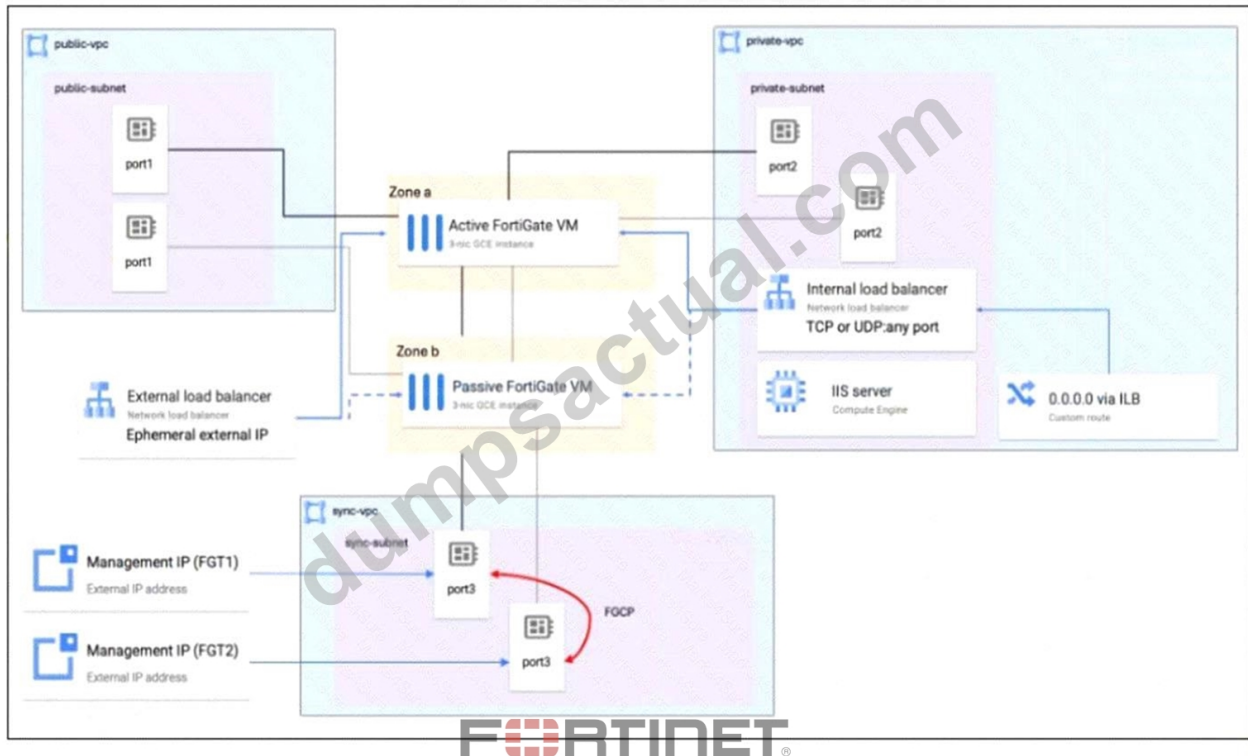 public-vpc
public-subnet
port1
port1
private-vpc
private-subnet
port2
port2
Zone a
Active FortiGate VM
3-nic GCE instance
Zone b
Passive FortiGate VM
3-nic GCE instance
Internal load balancer
Network load balancer
TCP or UDP:any port
IIS server
Compute Engine
0.0.0.0 via ILB
Custom route
External load balancer
Network load balancer
Ephemeral external IP
sync-vpc
sync-subnet
port3
port3
FGCP
Management IP (FGT1)
External IP address
Management IP (FGT2)
External IP address
dumpsactual.com
FORTINET®